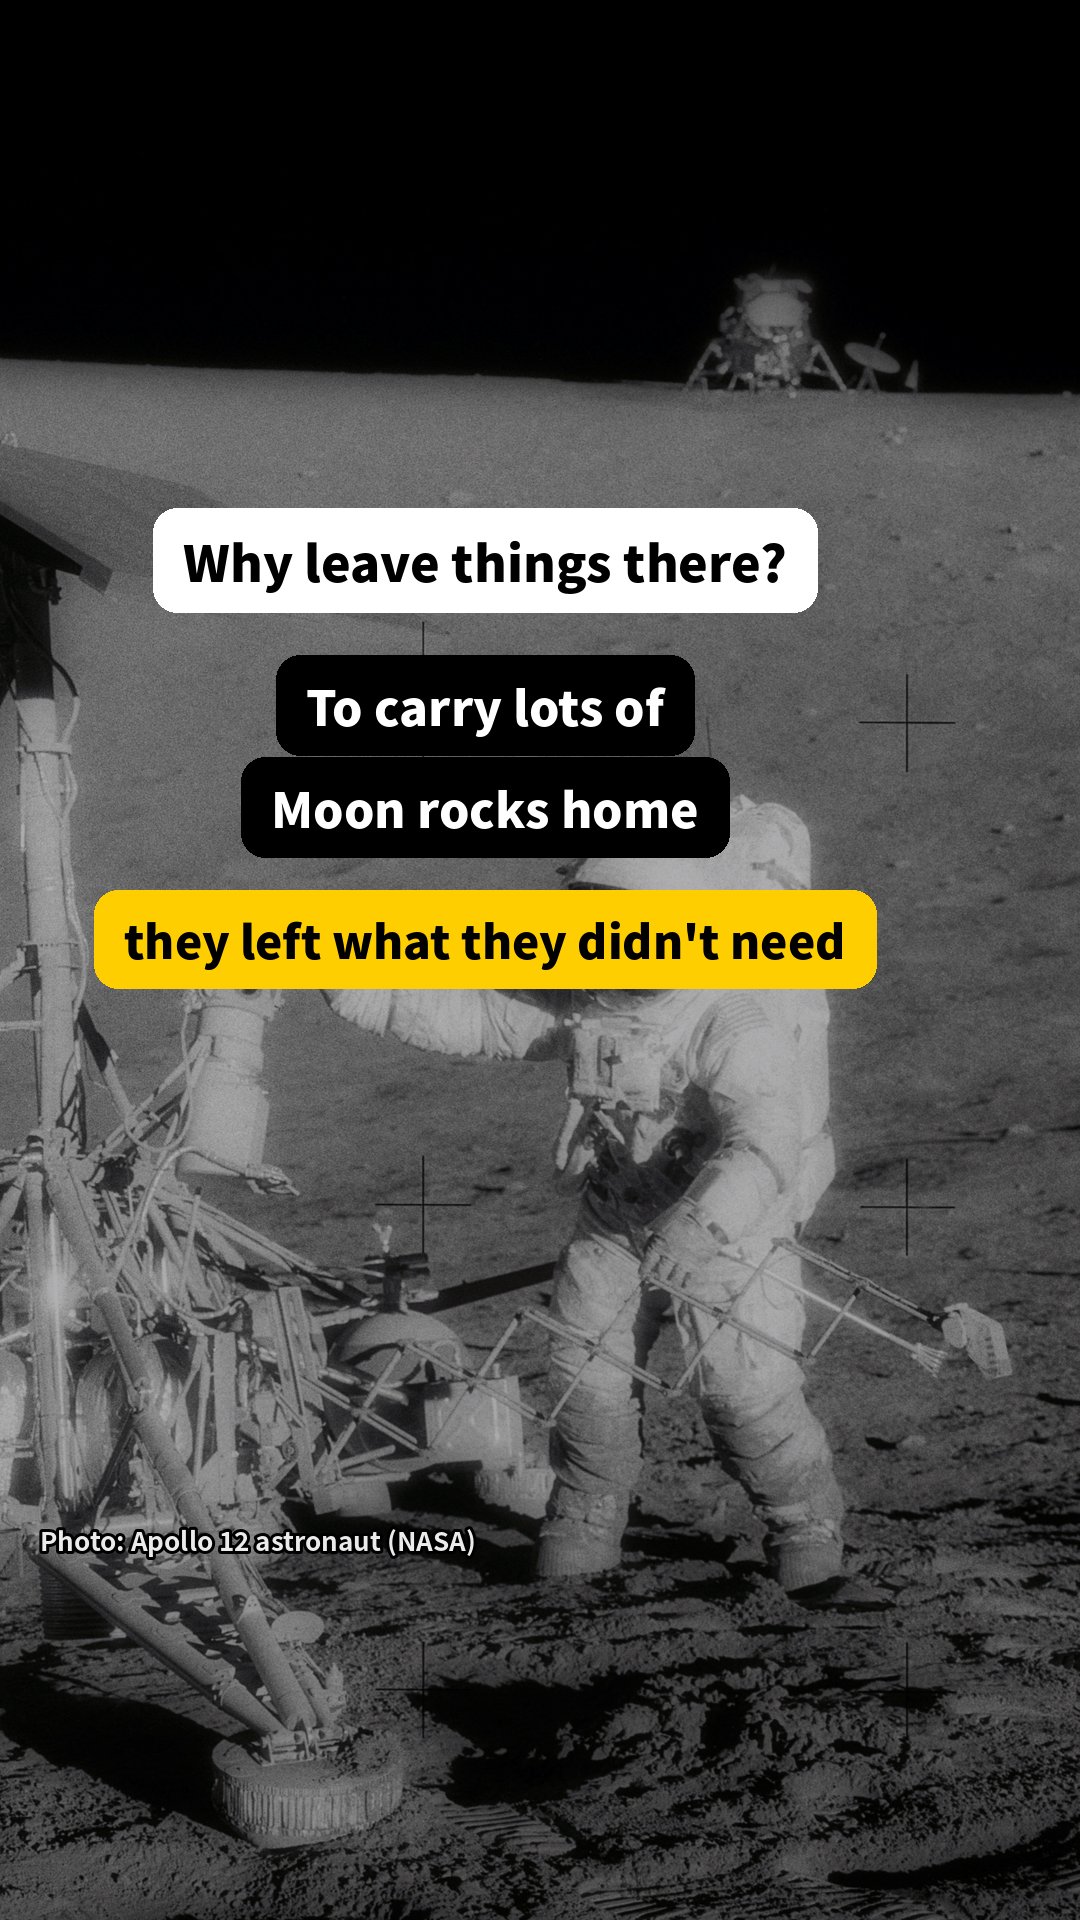 Why leave things there?
To carry lots of
Moon rocks home
they left what they didn't need
Photo: Apollo 12 astronaut (NASA)